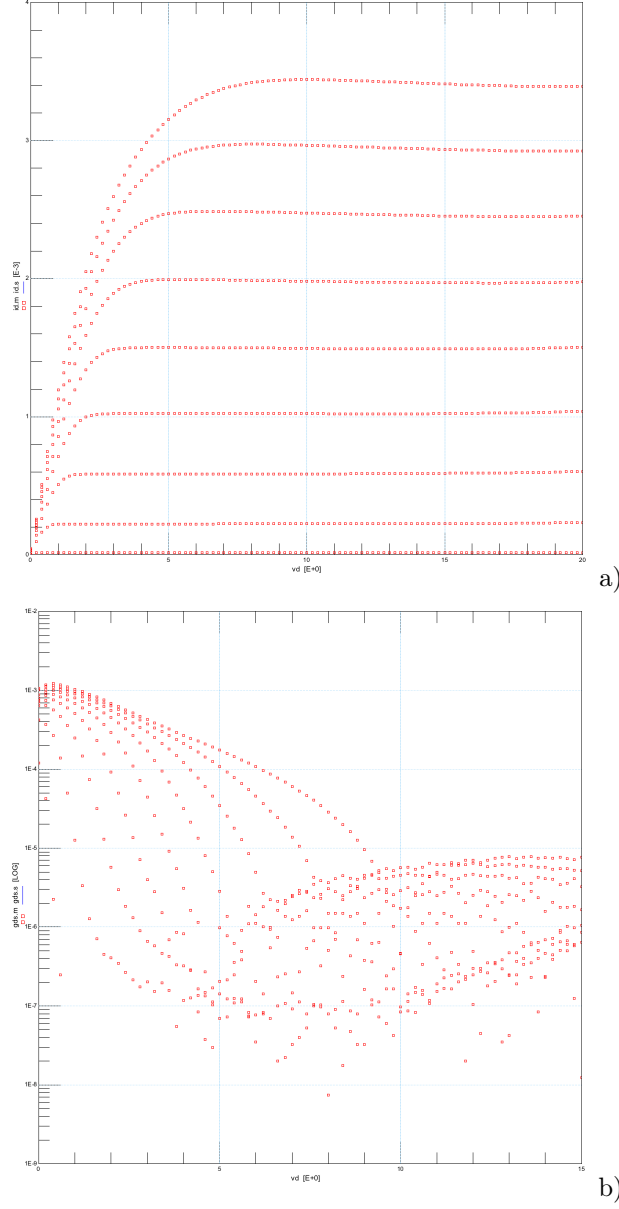 4
3
2
1
0
id.m id.s [E-3]
0
5
10
15
20
vd [E+0]
a)
1E-2
1E-3
1E-4
1E-5
1E-6
1E-7
1E-8
1E-9
gds.m gds.s [LOG]
0
5
10
15
vd [E+0]
b)